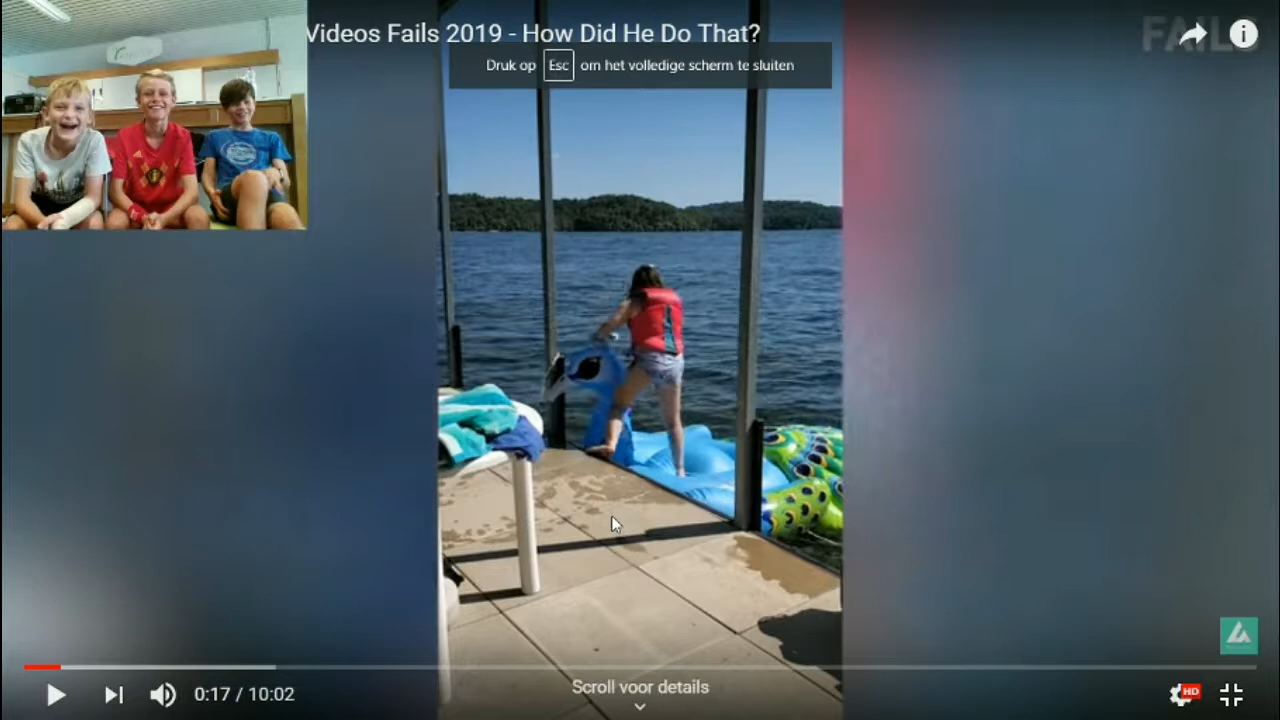 Videos Fails 2019 - How Did He Do That?
FAIL
Druk op Esc om het volledige scherm te sluiten
0:17 / 10:02
Scroll voor details
HD